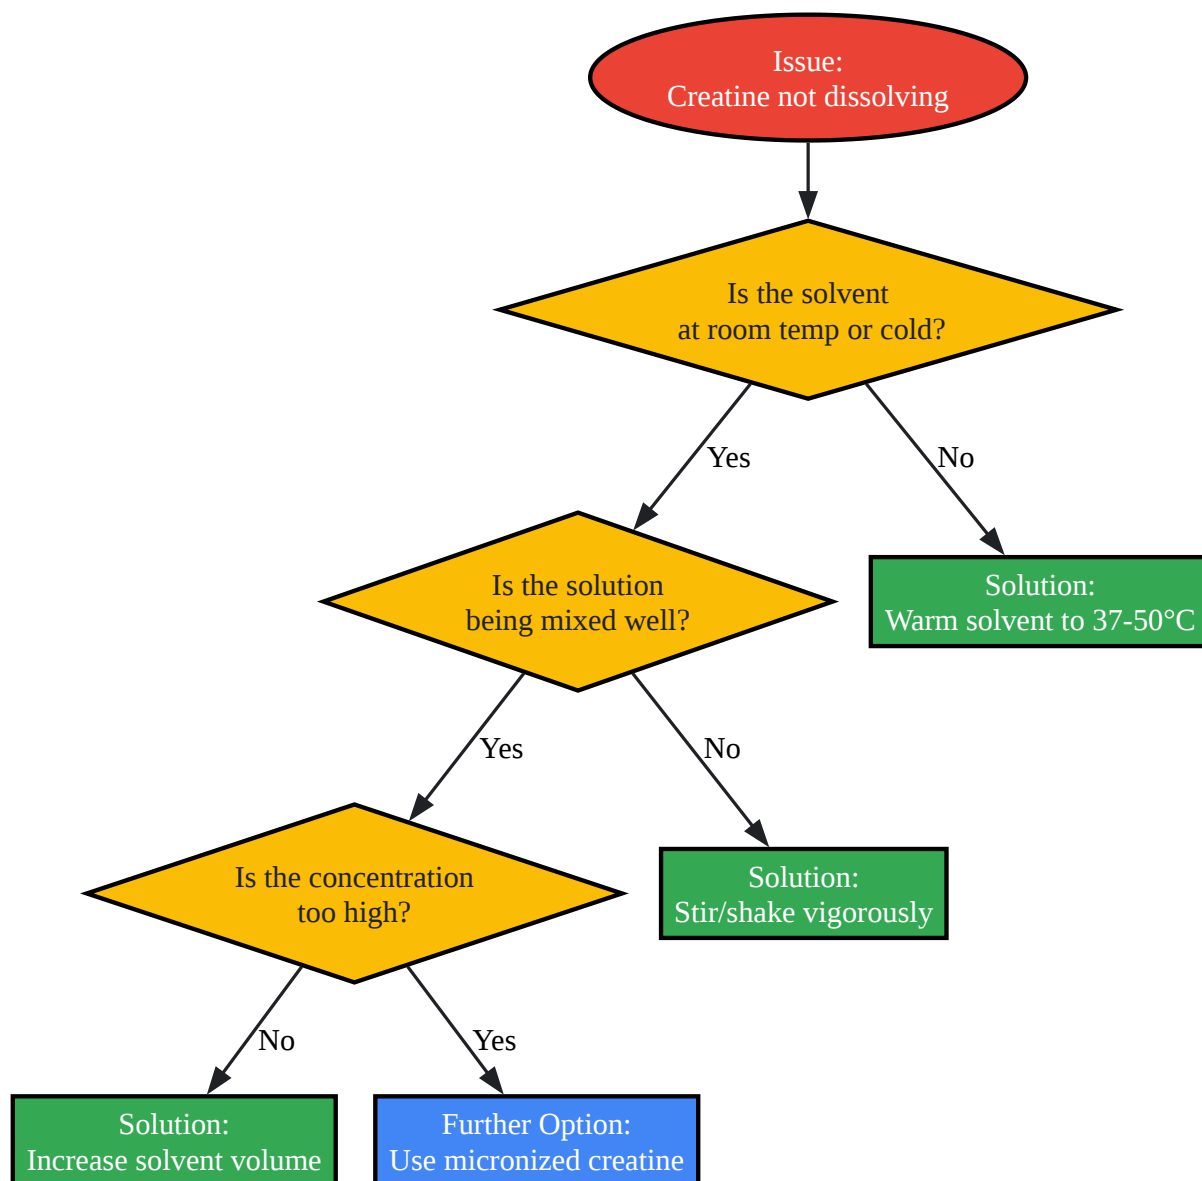 Issue:
Creatine not dissolving
Is the solvent
at room temp or cold?
Yes
No
Is the solution
being mixed well?
Solution:
Warm solvent to 37-50°C
Yes
No
Is the concentration
too high?
Solution:
Stir/shake vigorously
No
Yes
Solution:
Increase solvent volume
Further Option:
Use micronized creatine